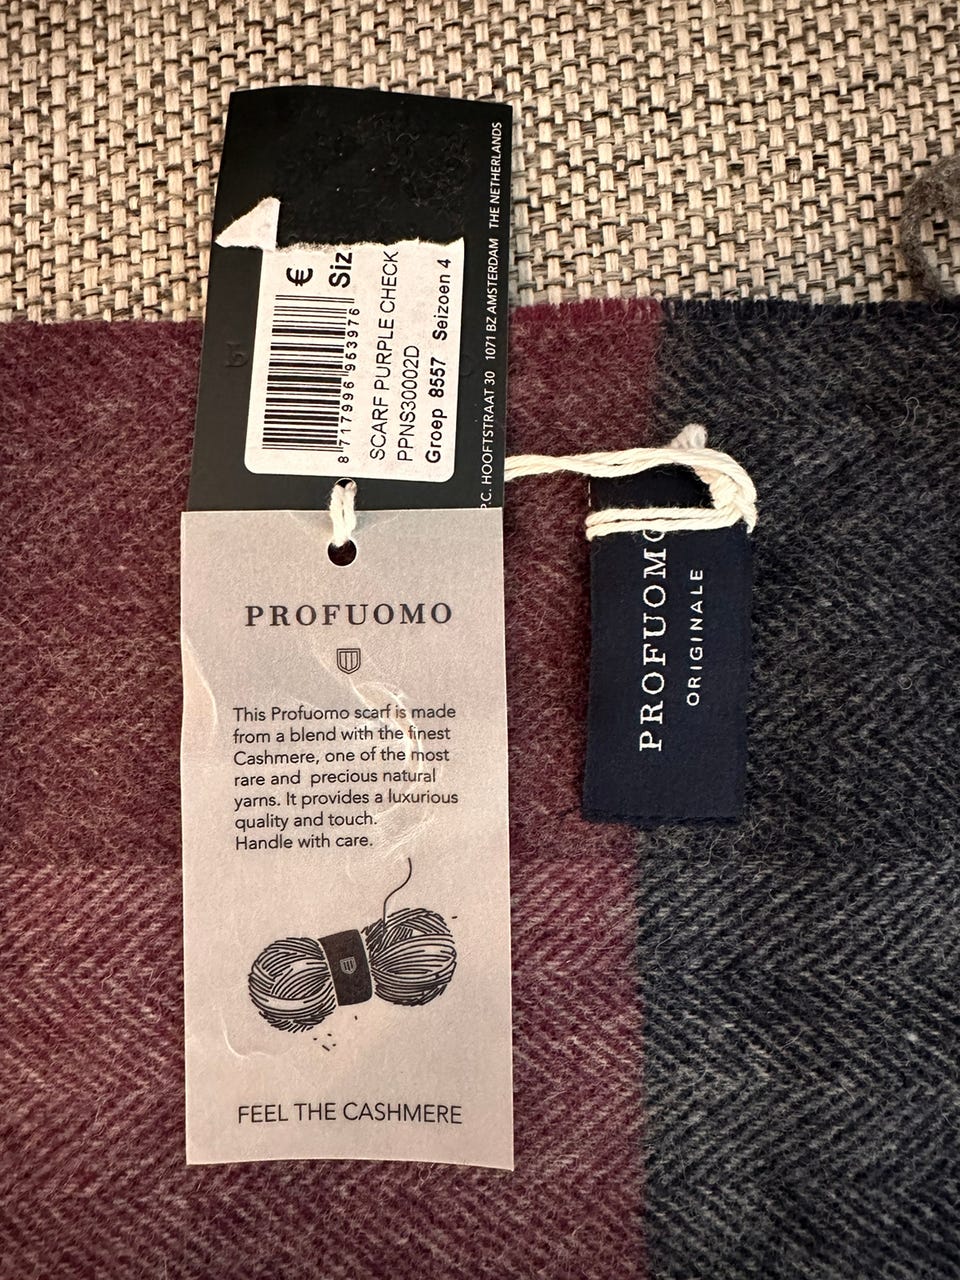 €
Siz
8 717996 963976
SCARF PURPLE CHECK
PPNS30002D
Groep 8557 Seizoen 4
P.C. HOOFTSTRAAT 30 1071 BZ AMSTERDAM THE NETHERLANDS
PROFUOMO
This Profuomo scarf is made
from a blend with the finest
Cashmere, one of the most
rare and precious natural
yarns. It provides a luxurious
quality and touch.
Handle with care.
FEEL THE CASHMERE
PROFUOMO
ORIGINALE